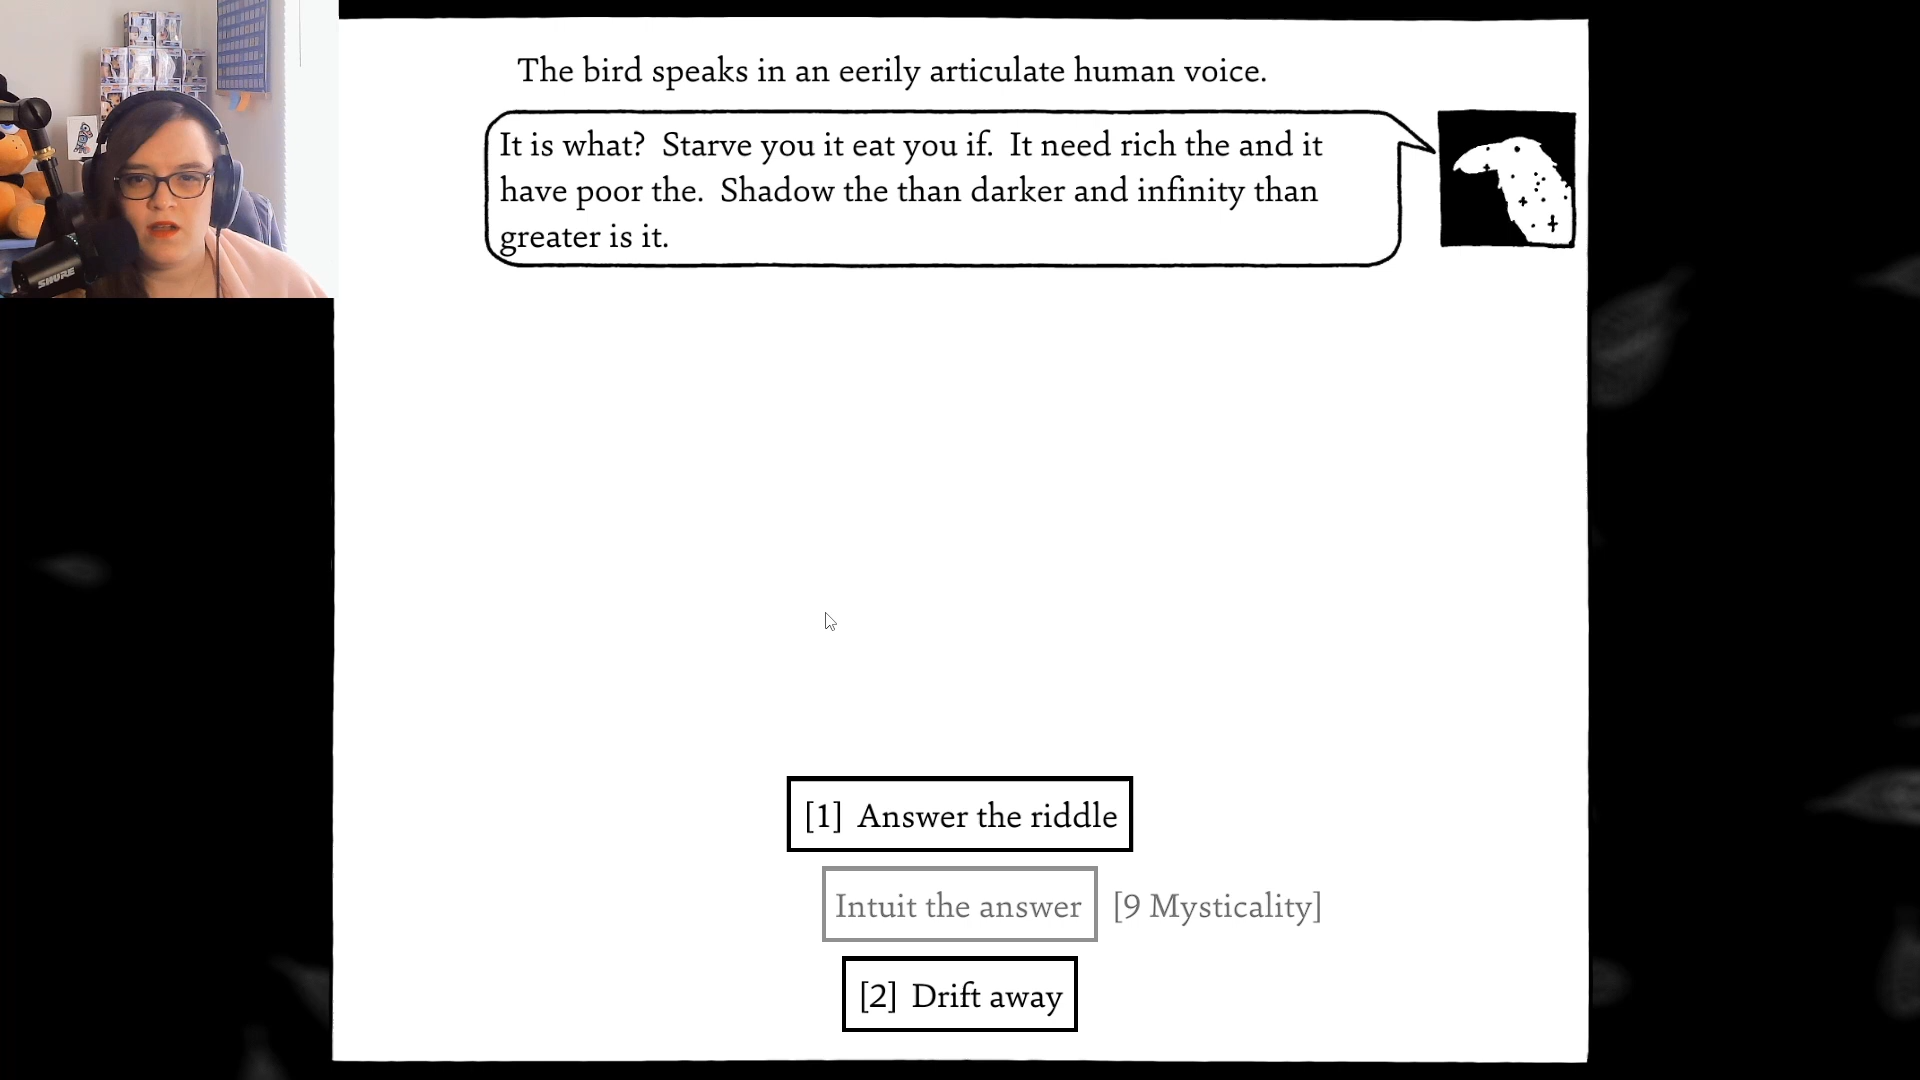 The bird speaks in an eerily articulate human voice.
It is what?  Starve you it eat you if.  It need rich the and it
have poor the.  Shadow the than darker and infinity than
greater is it.
[1] Answer the riddle
Intuit the answer [9 Mysticality]
[2] Drift away
SHURE